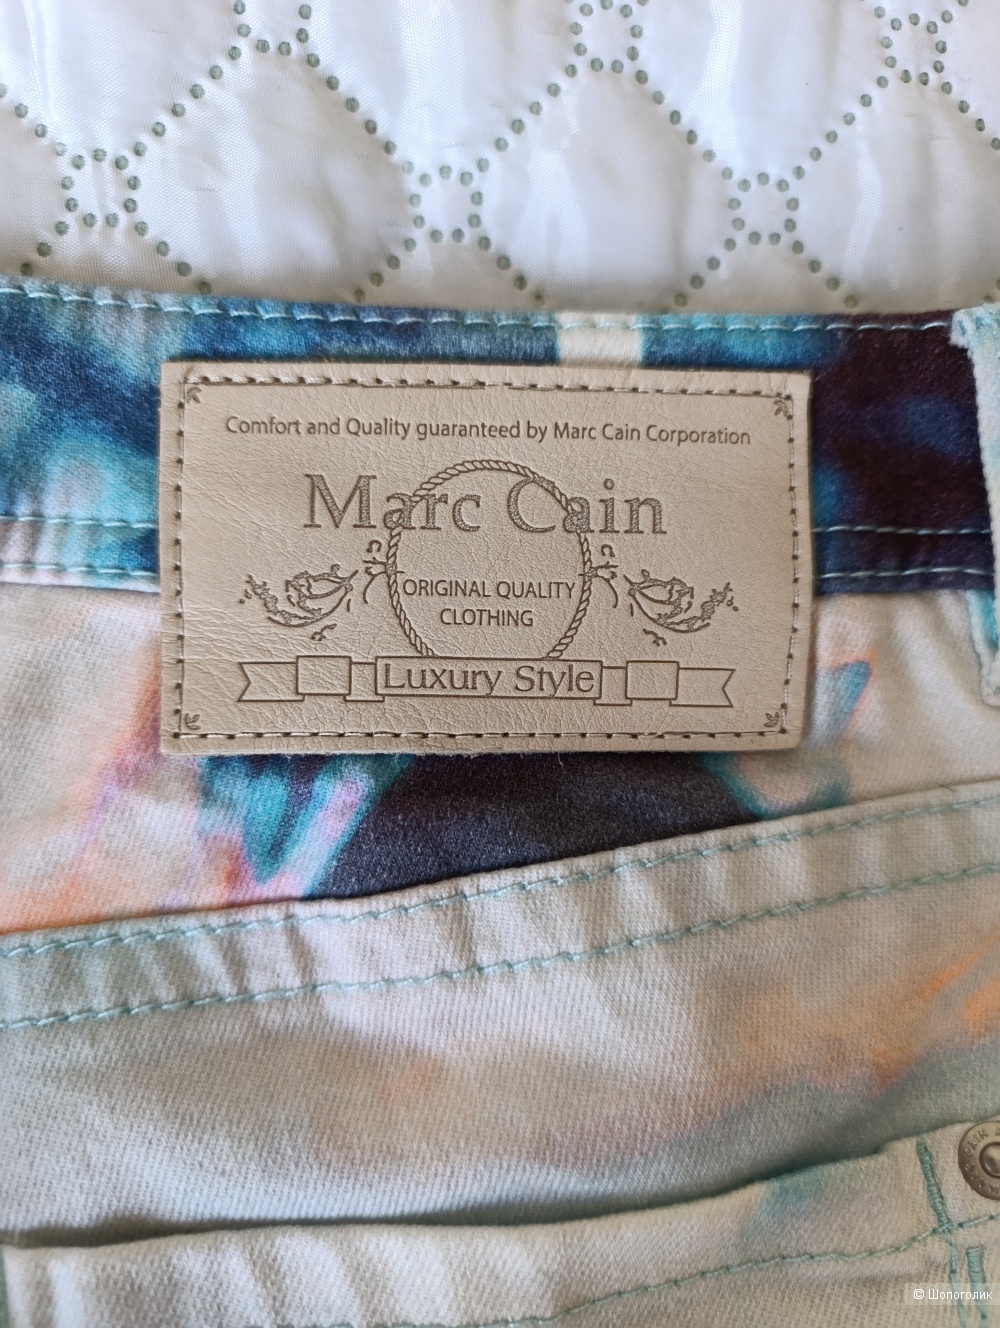 Comfort and Quality guaranteed by Marc Cain Corporation
Marc Cain
ORIGINAL QUALITY
CLOTHING
Luxury Style
© Шопоголик